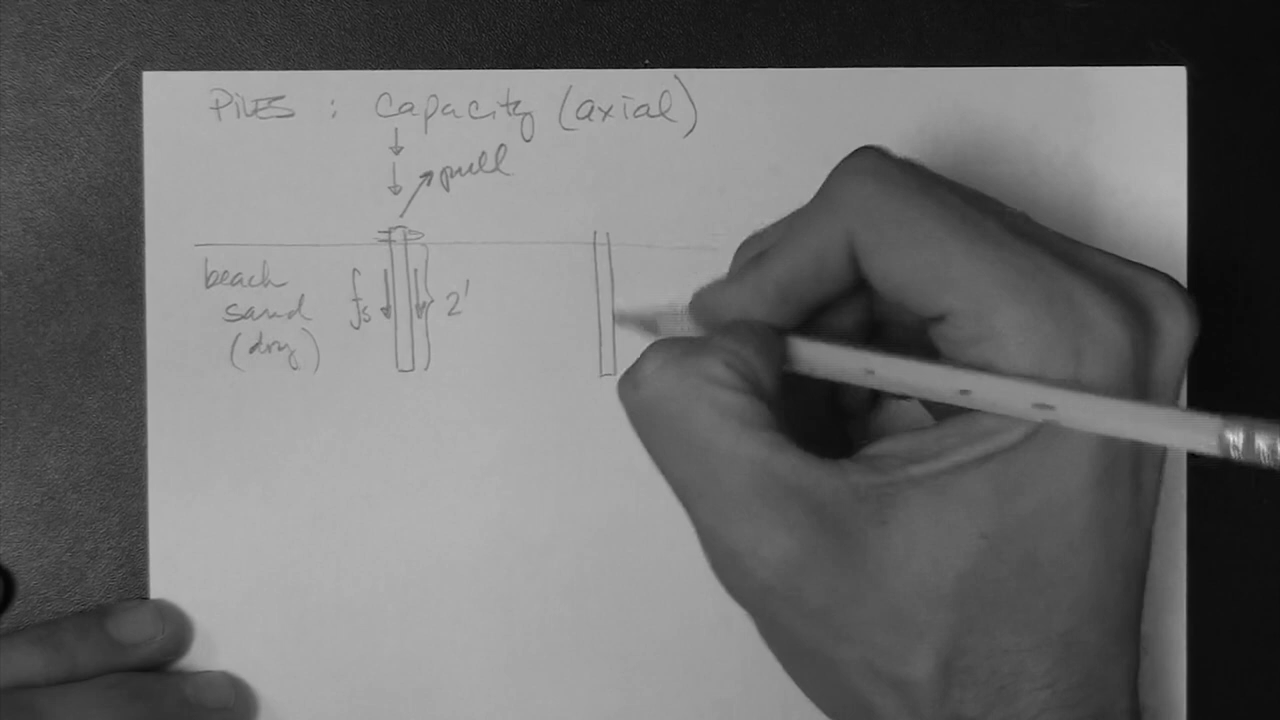 PILES : Capacity (axial)
pull
beach
sand
(dry)
fs
2'